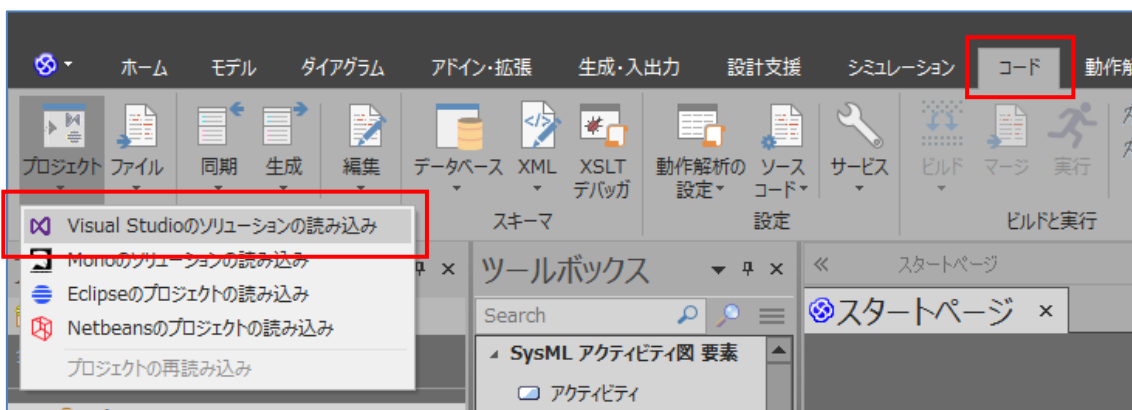 ホーム モデル ダイアグラム アドイン・拡張 生成・入出力 設計支援 シミュレーション コード 動作解
プロジェクト ファイル 同期 生成 編集 データベース XML XSLT デバッガ 動作解析の設定 ソースコード サービス ビルド マージ 実行
スキーマ 設定 ビルドと実行
Visual Studioのソリューションの読み込み
Monoのソリューションの読み込み
Eclipseのプロジェクトの読み込み
Netbeansのプロジェクトの読み込み
プロジェクトの再読み込み
ツールボックス
Search
SysML アクティビティ図 要素
アクティビティ
スタートページ
スタートページ